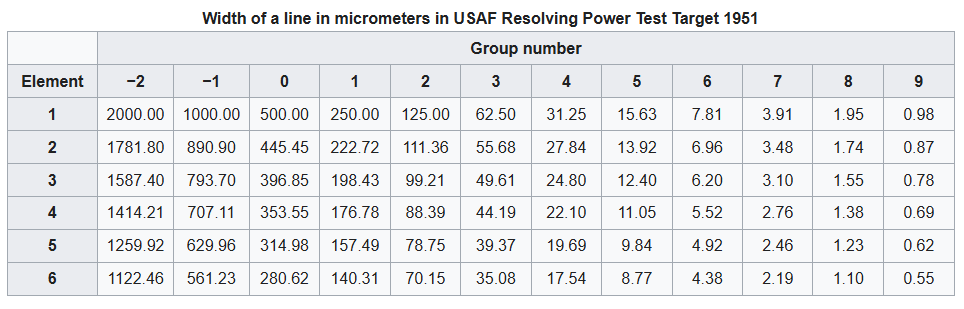 Width of a line in micrometers in USAF Resolving Power Test Target 1951
Group number
Element −2 −1 0 1 2 3 4 5 6 7 8 9
1 2000.00 1000.00 500.00 250.00 125.00 62.50 31.25 15.63 7.81 3.91 1.95 0.98
2 1781.80 890.90 445.45 222.72 111.36 55.68 27.84 13.92 6.96 3.48 1.74 0.87
3 1587.40 793.70 396.85 198.43 99.21 49.61 24.80 12.40 6.20 3.10 1.55 0.78
4 1414.21 707.11 353.55 176.78 88.39 44.19 22.10 11.05 5.52 2.76 1.38 0.69
5 1259.92 629.96 314.98 157.49 78.75 39.37 19.69 9.84 4.92 2.46 1.23 0.62
6 1122.46 561.23 280.62 140.31 70.15 35.08 17.54 8.77 4.38 2.19 1.10 0.55